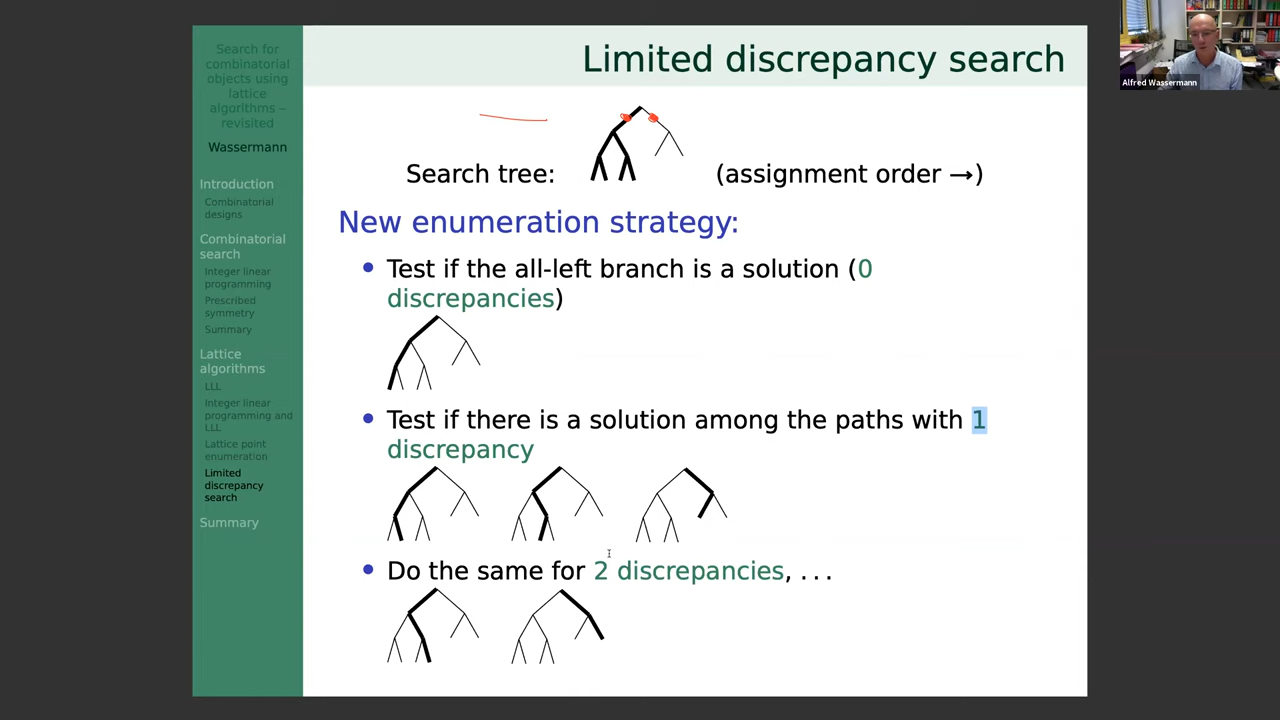 Search for
combinatorial
objects using
lattice
algorithms –
revisited
Wassermann
Introduction
Combinatorial
designs
Combinatorial
search
Integer linear
programming
Prescribed
symmetry
Summary
Lattice
algorithms
LLL
Integer linear
programming and
LLL
Lattice point
enumeration
Limited
discrepancy
search
Summary
Limited discrepancy search
Search tree:
(assignment order →)
New enumeration strategy:
• Test if the all-left branch is a solution (0
discrepancies)
• Test if there is a solution among the paths with 1
discrepancy
• Do the same for 2 discrepancies, . . .
Alfred Wassermann